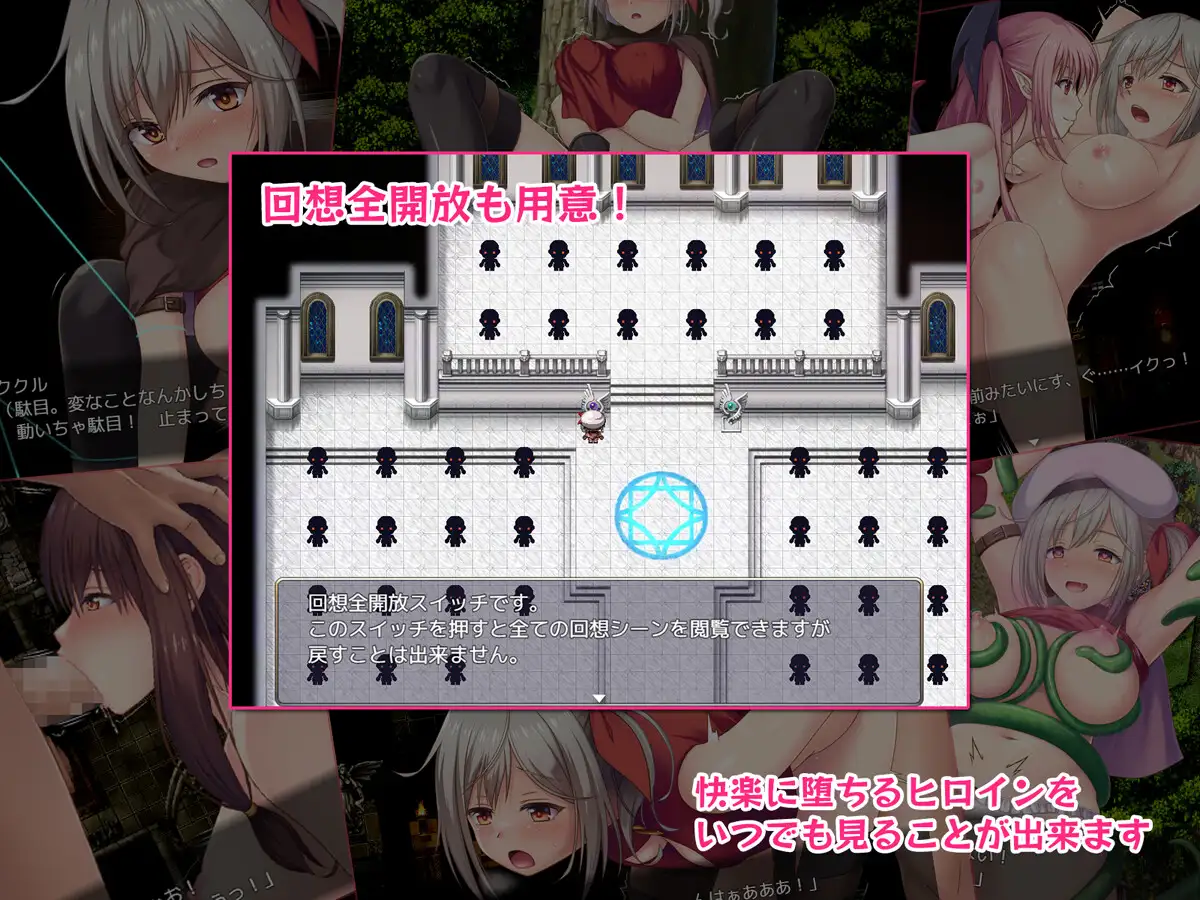 回想全開放も用意！
ククル
（駄目。変なことなんかしち
動いちゃ駄目！　止まって
前みたいにす、ぐ……イクっ！
ぉ」
回想全開放スイッチです。
このスイッチを押すと全ての回想シーンを閲覧できますが
戻すことは出来ません。
快楽に堕ちるヒロインを
いつでも見ることが出来ます
お！
うっ！」
んはぁあああ！」
い！
」